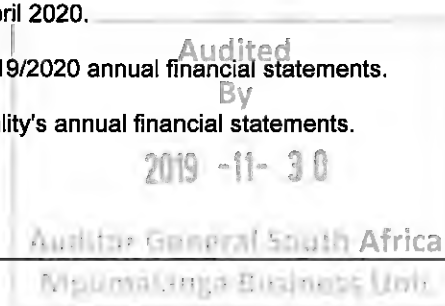 ril 2020.
Audited
19/2020 annual financial statements.
By
lity's annual financial statements.
2019 -11- 30
Auditor General South Africa
Mpumalanga Business Unit